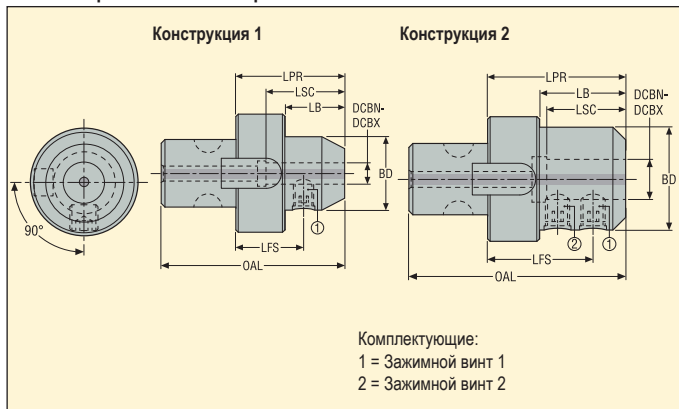 Конструкция 1
Конструкция 2
LPR
LSC
LB
DCBN-
DCBX
BD
90°
1
LFS
OAL
LPR
LB
LSC
DCBN-
DCBX
BD
2
1
LFS
OAL
Комплектующие:
1 = Зажимной винт 1
2 = Зажимной винт 2